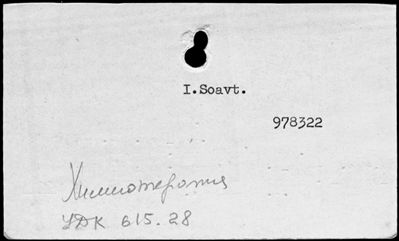 I.Soavt.
978322
Химиотерапия
УДК 615.28